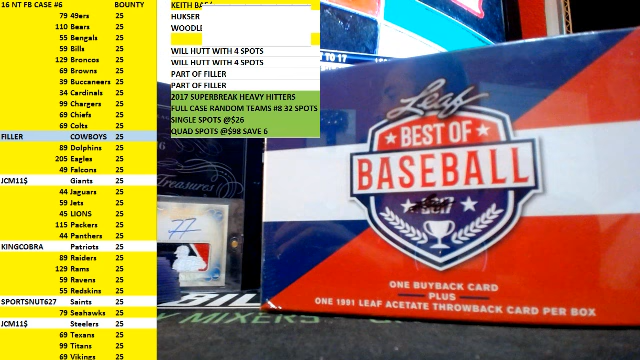 16 NT FB CASE #6 BOUNTY
79 49ers 25
110 Bears 25
55 Bengals 25
59 Bills 25
129 Broncos 25
69 Browns 25
39 Buccaneers 25
34 Cardinals 25
99 Chargers 25
69 Chiefs 25
69 Colts 25
FILLER COWBOYS 25
89 Dolphins 25
205 Eagles 25
49 Falcons 25
JCM11$ Giants 25
44 Jaguars 25
59 Jets 25
45 LIONS 25
115 Packers 25
44 Panthers 25
KINGCOBRA Patriots 25
89 Raiders 25
129 Rams 25
59 Ravens 25
55 Redskins 25
SPORTSNUT627 Saints 25
79 Seahawks 25
JCM11$ Steelers 25
69 Texans 25
99 Titans 25
69 Vikings 25
KEITH
HUKSER
WILL HUTT WITH 4 SPOTS
WILL HUTT WITH 4 SPOTS
PART OF FILLER
PART OF FILLER
2017 SUPERBREAK HEAVY HITTERS
FULL CASE RANDOM TEAMS #8 32 SPOTS
SINGLE SPOTS @$26
QUAD SPOTS @$98 SAVE 6
TO 17
Treasures
MIXERS
Leaf
BEST OF
BASEBALL
ONE BUYBACK CARD
PLUS
ONE 1991 LEAF ACETATE THROWBACK CARD PER BOX